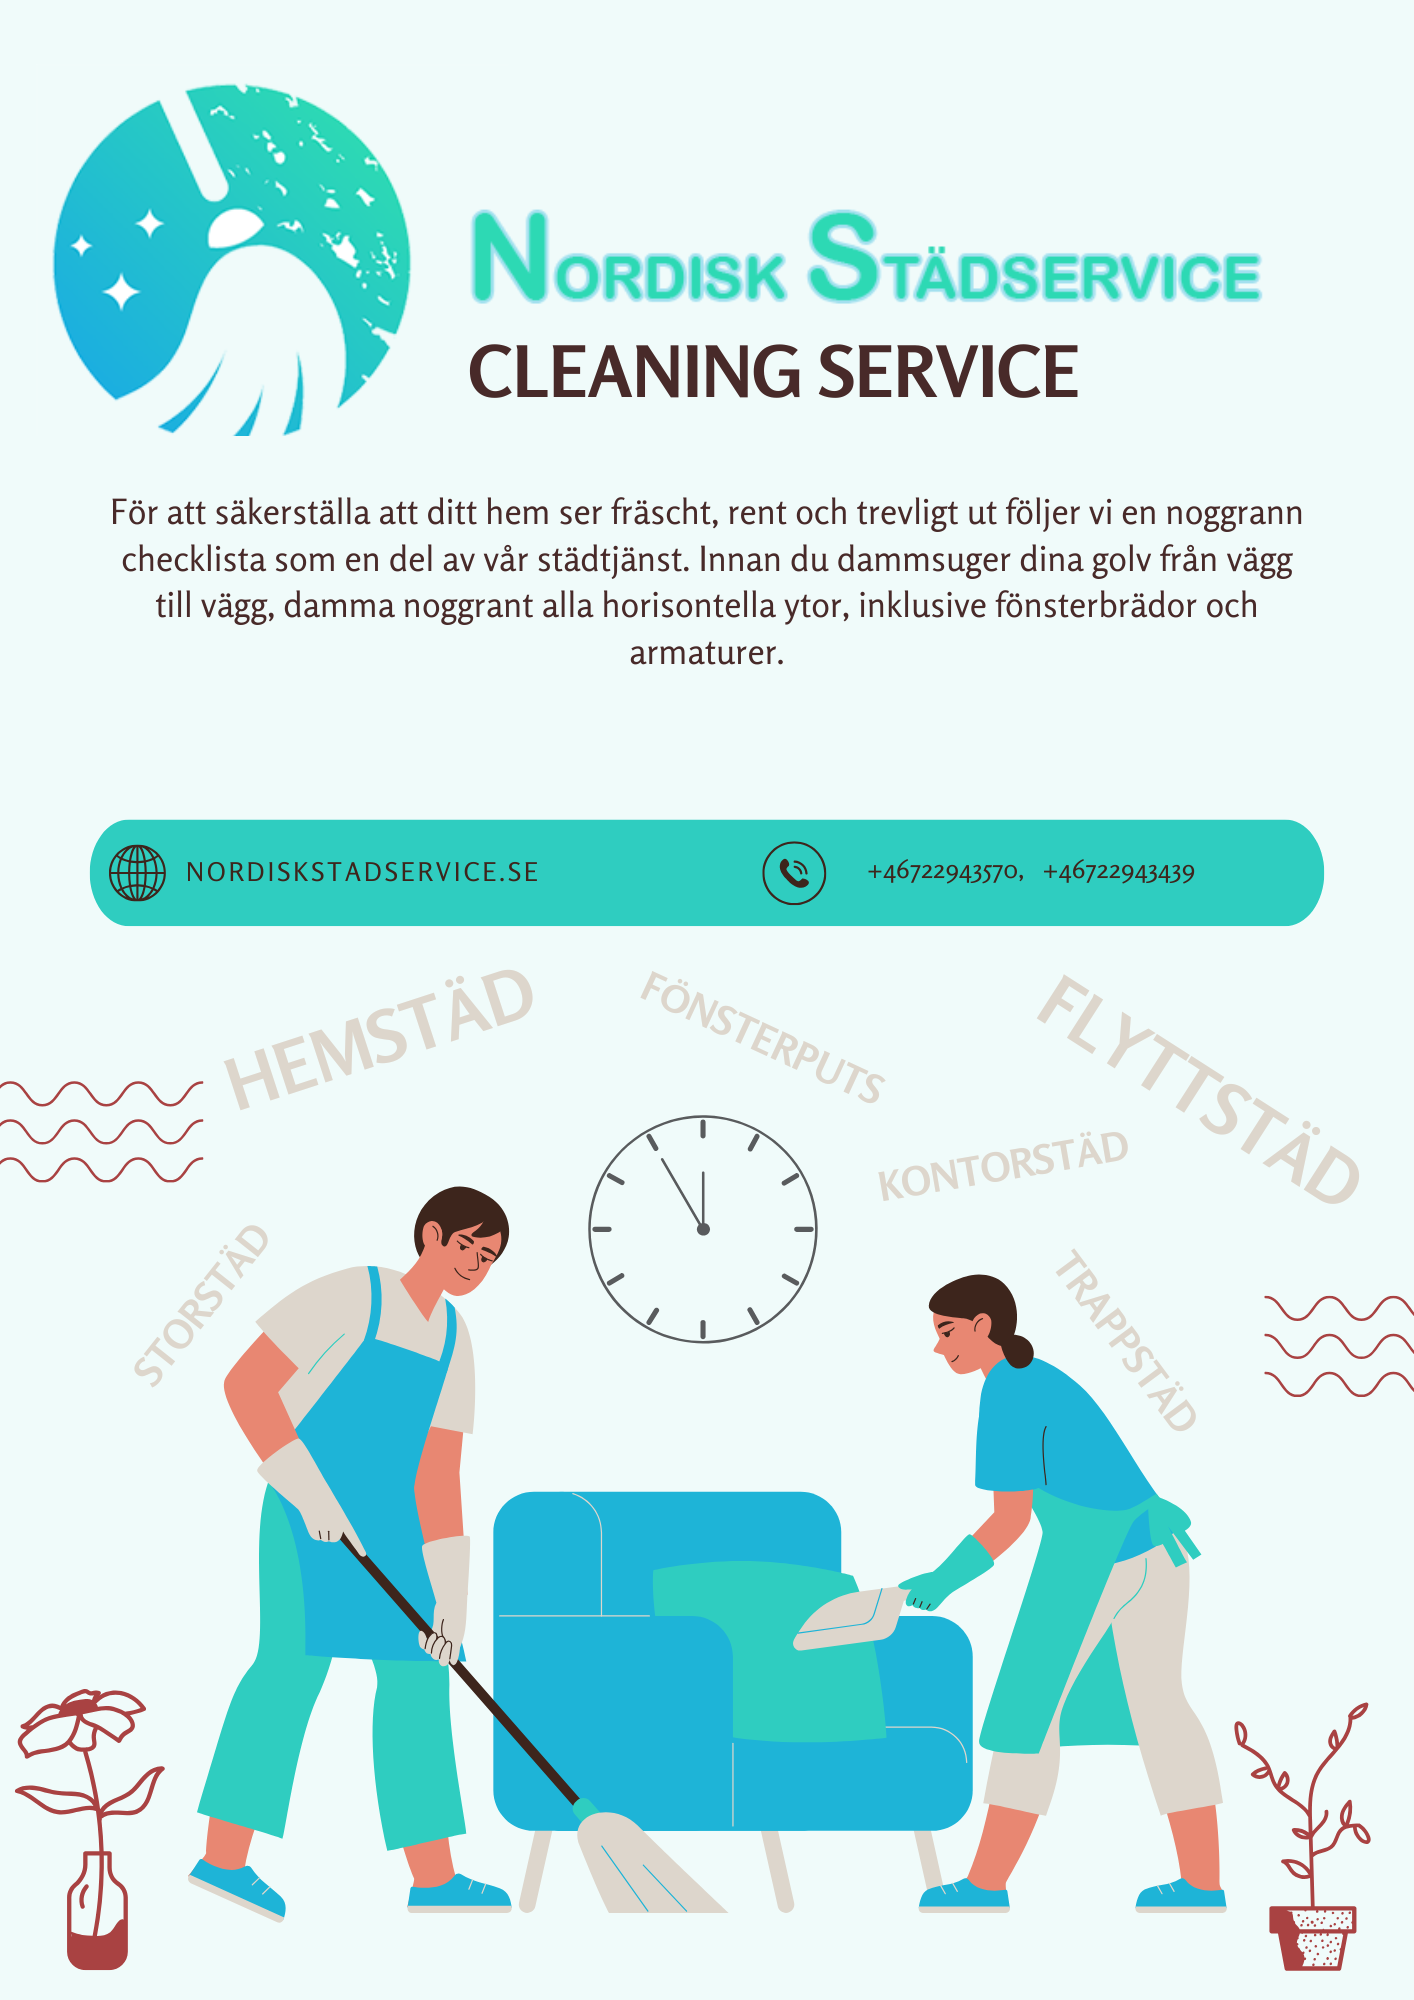 Nordisk Städservice
CLEANING SERVICE
För att säkerställa att ditt hem ser fräscht, rent och trevligt ut följer vi en noggrann
checklista som en del av vår städtjänst. Innan du dammsuger dina golv från vägg
till vägg, damma noggrant alla horisontella ytor, inklusive fönsterbrädor och
armaturer.
NORDISKSTADSERVICE.SE
+46722943570, +46722943439
HEMSTÄD
FÖNSTERPUTS
FLYTTSTÄD
KONTORSTÄD
STORSTÄD
TRAPPSTÄD